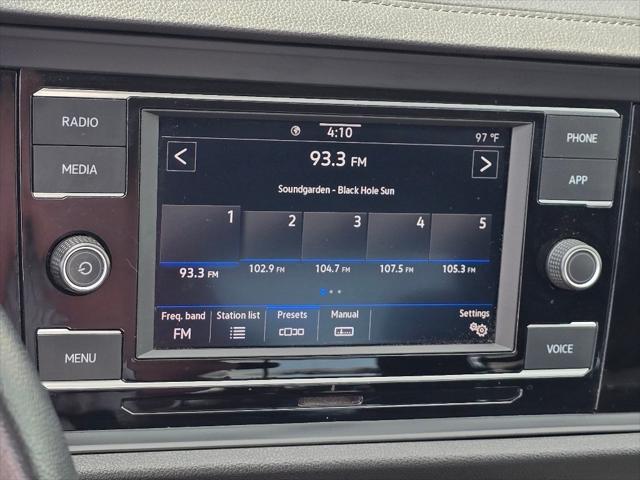 RADIO
MEDIA
MENU
4:10
97 °F
93.3 FM
Soundgarden - Black Hole Sun
1 2 3 4 5
93.3 FM 102.9 FM 104.7 FM 107.5 FM 105.3 FM
Freq. band Station list Presets Manual Settings
FM
PHONE
APP
VOICE